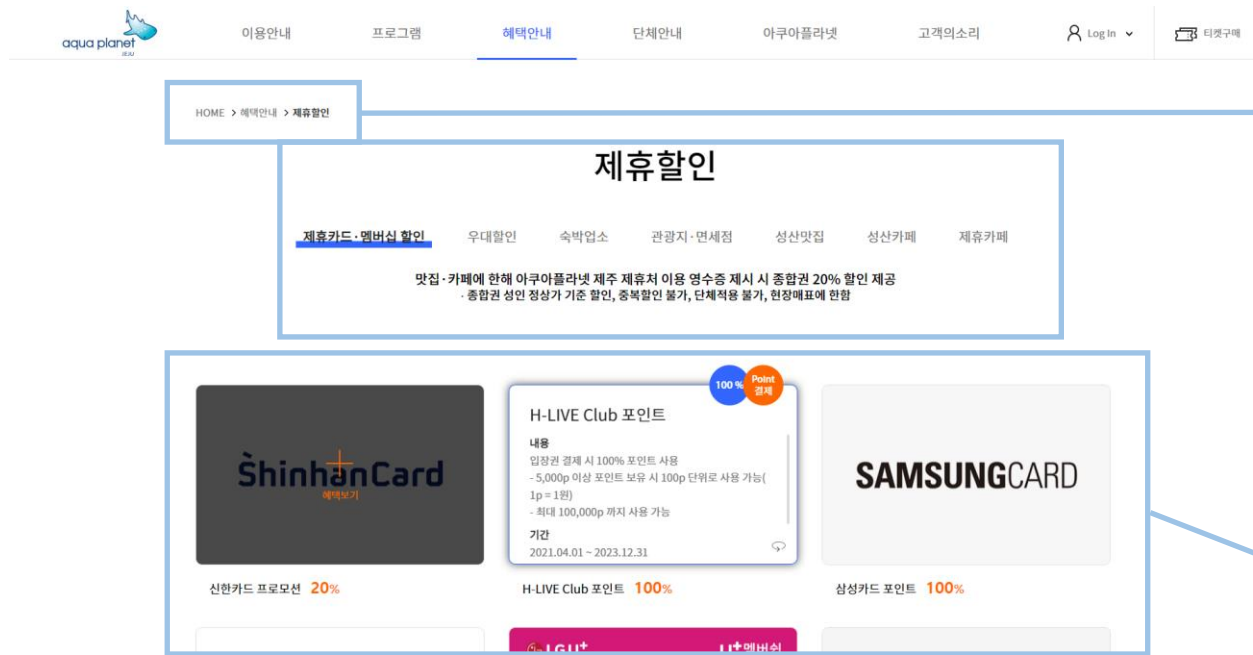 aqua planet
JEJU
이용안내 프로그램 혜택안내 단체안내 아쿠아플라넷 고객의소리 Log In 티켓구매
HOME > 혜택안내 > 제휴할인
제휴할인
제휴카드·멤버십 할인 우대할인 숙박업소 관광지·면세점 성산맛집 성산카페 제휴카페
맛집·카페에 한해 아쿠아플라넷 제주 제휴처 이용 영수증 제시 시 종합권 20% 할인 제공
· 종합권 성인 정상가 기준 할인, 중복할인 불가, 단체적용 불가, 현장매표에 한함
ShinhanCard
혜택보기
신한카드 프로모션 20%
100 %
Point
결제
H-LIVE Club 포인트
내용
입장권 결제 시 100% 포인트 사용
- 5,000p 이상 포인트 보유 시 100p 단위로 사용 가능(
1p = 1원)
- 최대 100,000p 까지 사용 가능
기간
2021.04.01 ~ 2023.12.31
H-LIVE Club 포인트 100%
SAMSUNGCARD
삼성카드 포인트 100%
LG U+ U+멤버쉽